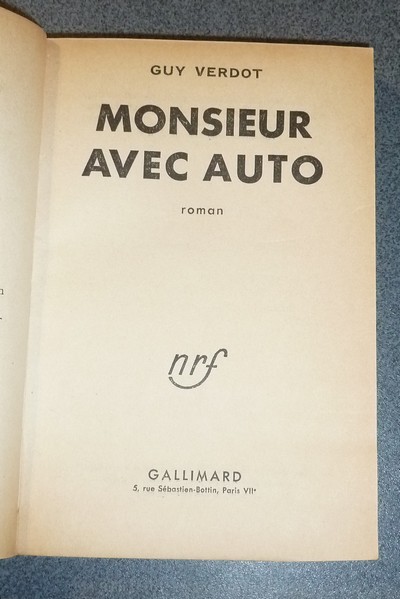 GUY VERDOT
MONSIEUR
AVEC AUTO
roman
nrf
GALLIMARD
5, rue Sébastien-Bottin, Paris VIIe